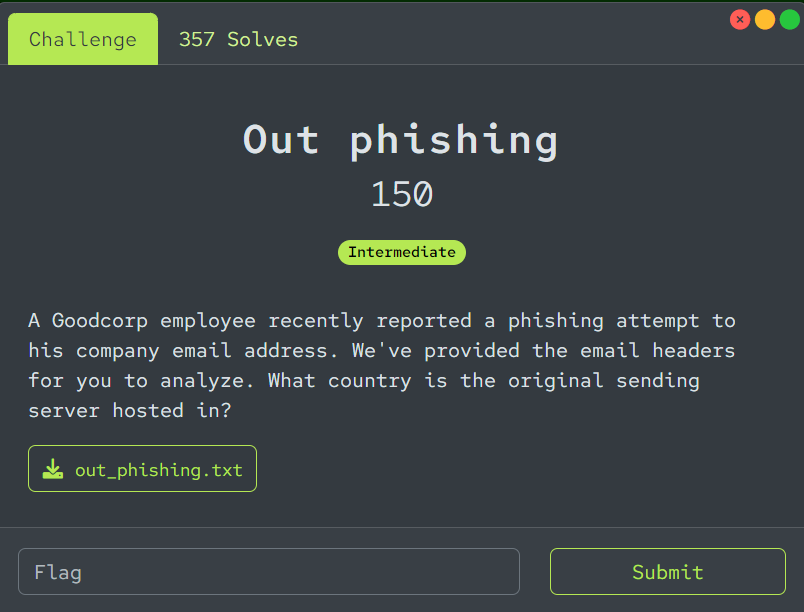 Challenge
357 Solves
Out phishing
150
Intermediate
A Goodcorp employee recently reported a phishing attempt to
his company email address. We've provided the email headers
for you to analyze. What country is the original sending
server hosted in?
out_phishing.txt
Flag
Submit